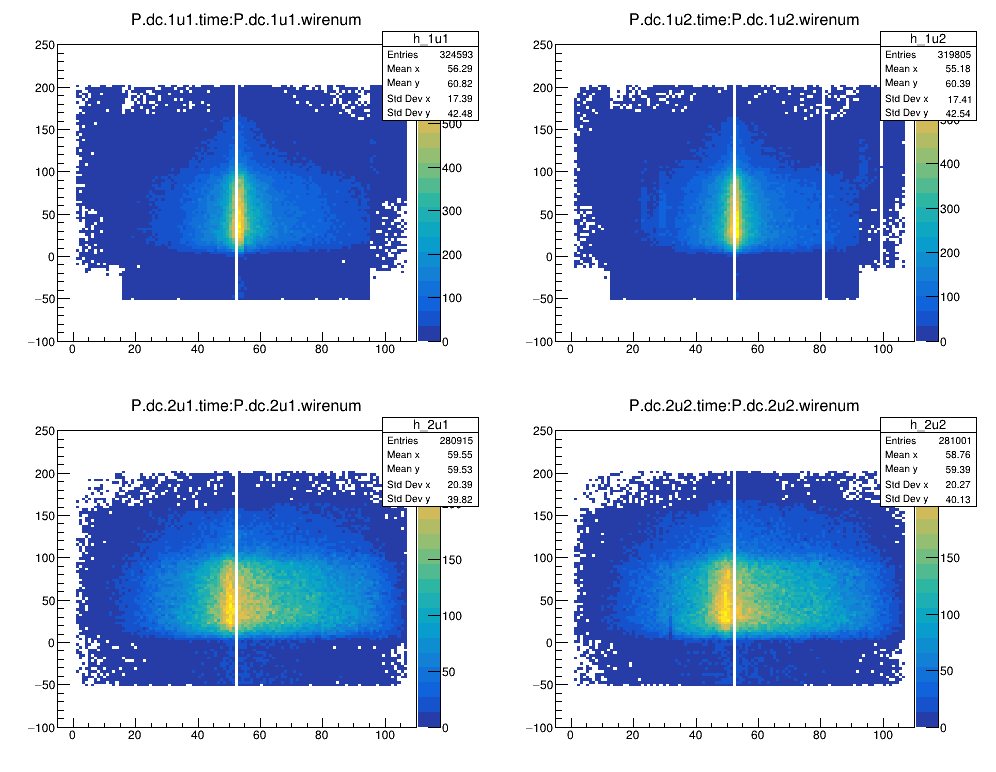 P.dc.1u1.time:P.dc.1u1.wirenum
h_1u1
Entries 324593
Mean x 56.29
Mean y 60.82
Std Dev x 17.39
Std Dev y 42.48
250
200
150
100
50
0
−50
−100
0 20 40 60 80 100
500
400
300
200
100
0
P.dc.1u2.time:P.dc.1u2.wirenum
h_1u2
Entries 319805
Mean x 55.18
Mean y 60.39
Std Dev x 17.41
Std Dev y 42.54
250
200
150
100
50
0
−50
−100
0 20 40 60 80 100
500
400
300
200
100
0
P.dc.2u1.time:P.dc.2u1.wirenum
h_2u1
Entries 280915
Mean x 59.55
Mean y 59.53
Std Dev x 20.39
Std Dev y 39.82
250
200
150
100
50
0
−50
−100
0 20 40 60 80 100
200
150
100
50
0
P.dc.2u2.time:P.dc.2u2.wirenum
h_2u2
Entries 281001
Mean x 58.76
Mean y 59.39
Std Dev x 20.27
Std Dev y 40.13
250
200
150
100
50
0
−50
−100
0 20 40 60 80 100
150
100
50
0